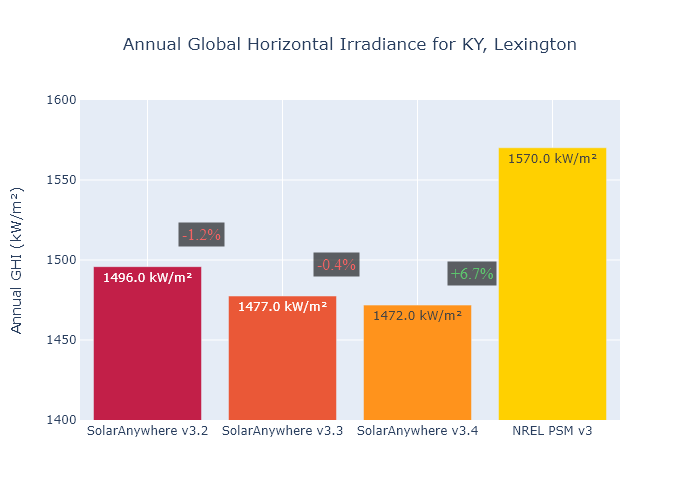 Annual Global Horizontal Irradiance for KY, Lexington
Annual GHI (kW/m²)
1600
1550
1500
1450
1400
-1.2%
-0.4%
+6.7%
1496.0 kW/m²
1477.0 kW/m²
1472.0 kW/m²
1570.0 kW/m²
SolarAnywhere v3.2
SolarAnywhere v3.3
SolarAnywhere v3.4
NREL PSM v3